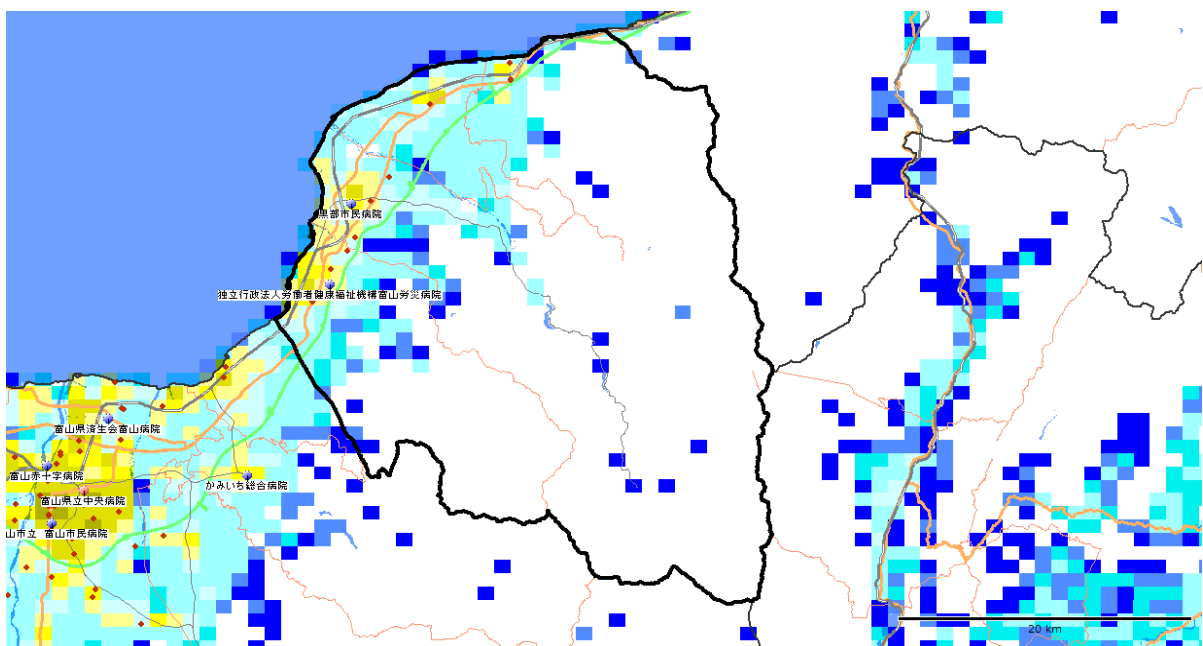 黒部市民病院
独立行政法人労働者健康福祉機構富山労災病院
富山県済生会富山病院
富山赤十字病院
かみいち総合病院
富山県立中央病院
山市立 富山市民病院
20 km